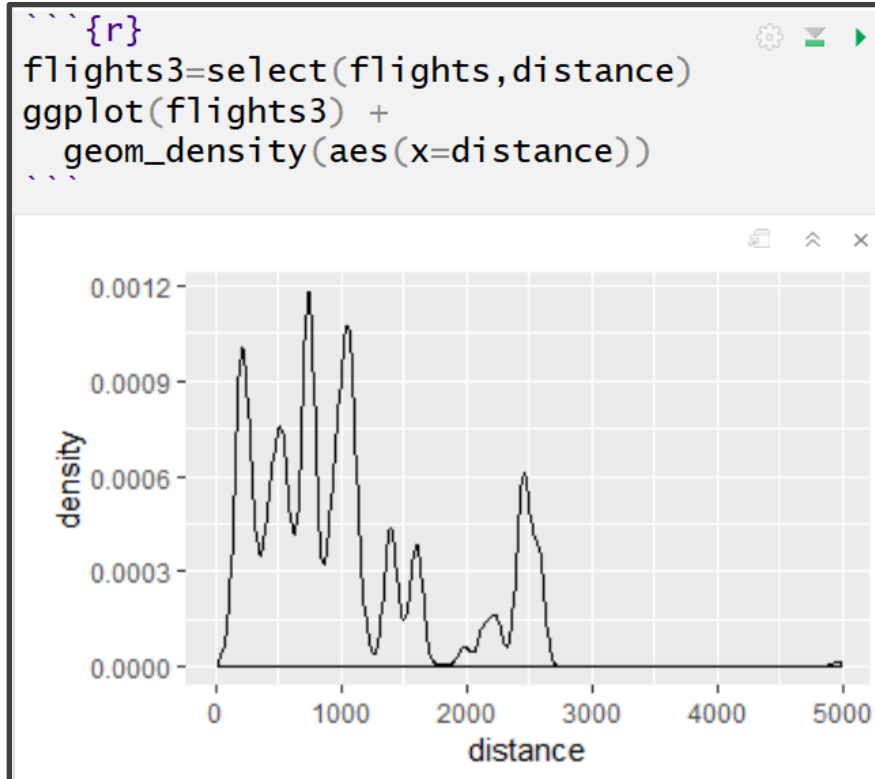 ```{r}
flights3=select(flights,distance)
ggplot(flights3) +
  geom_density(aes(x=distance))
```
0.0012
0.0009
0.0006
0.0003
0.0000
density
0 1000 2000 3000 4000 5000
distance